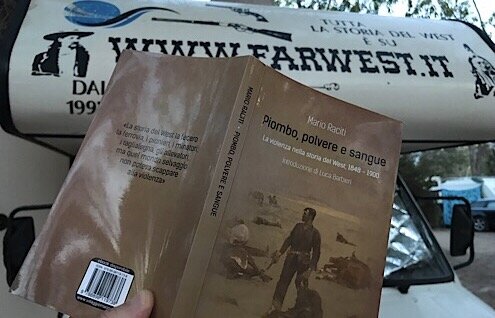 TUTTA
LA STORIA DEL WEST
È SU
WWW.FARWEST.IT
DAL
199
Mario Raciti
Piombo, polvere e sangue
La violenza nella storia del West, 1848 - 1900
Introduzione di Luca Barbieri
MARIO RACITI - PIOMBO, POLVERE E SANGUE
«La storia del West la fecero
la ferrovia, i pionieri, i minatori,
i tagliallegna, gli allevatori,
ma quel mondo selvaggio
non poteva scappare
alla violenza»